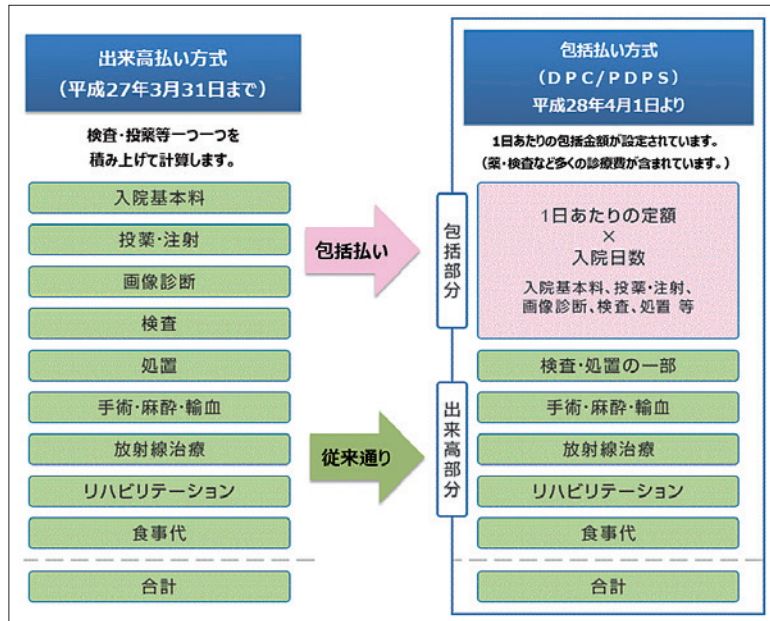 出来高払い方式
(平成27年3月31日まで)
検査・投薬等一つ一つを
積み上げて計算します。
入院基本料
投薬・注射
画像診断
検査
処置
手術・麻酔・輸血
放射線治療
リハビリテーション
食事代
合計
包括払い
従来通り
包括払い方式
(DPC/PDPS)
平成28年4月1日より
1日あたりの包括金額が設定されています。
(薬・検査など多くの診療費が含まれています。)
包括部分
1日あたりの定額
×
入院日数
入院基本料、投薬・注射、
画像診断、検査、処置 等
出来高部分
検査・処置の一部
手術・麻酔・輸血
放射線治療
リハビリテーション
食事代
合計